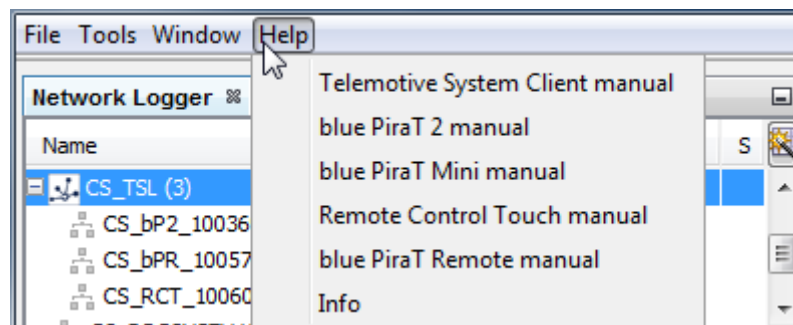 File Tools Window Help
Telemotive System Client manual
Network Logger
blue PiraT 2 manual
Name
S
blue PiraT Mini manual
CS_TSL (3)
Remote Control Touch manual
CS_bP2_10036
blue PiraT Remote manual
CS_bPR_10057
Info
CS_RCT_10060